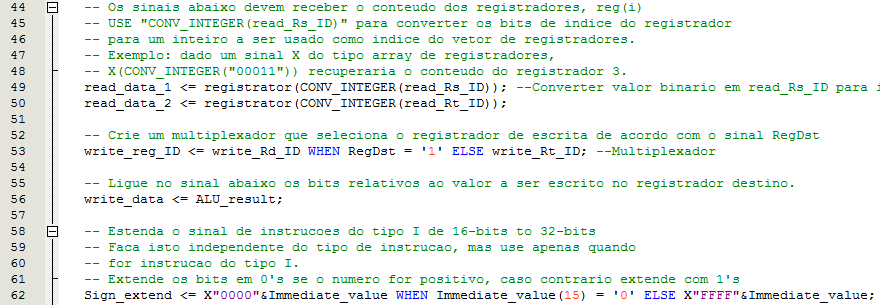 44 -- Os sinais abaixo devem receber o conteudo dos registradores, reg(i)
45 -- USE "CONV_INTEGER(read_Rs_ID)" para converter os bits de indice do registrador
46 -- para um inteiro a ser usado como indice do vetor de registradores.
47 -- Exemplo: dado um sinal X do tipo array de registradores,
48 -- X(CONV_INTEGER("00011")) recuperaria o conteudo do registrador 3.
49 read_data_1 <= registrator(CONV_INTEGER(read_Rs_ID)); --Converter valor binario em read_Rs_ID para i
50 read_data_2 <= registrator(CONV_INTEGER(read_Rt_ID));
51
52 -- Crie um multiplexador que seleciona o registrador de escrita de acordo com o sinal RegDst
53 write_reg_ID <= write_Rd_ID WHEN RegDst = '1' ELSE write_Rt_ID; --Multiplexador
54
55 -- Ligue no sinal abaixo os bits relativos ao valor a ser escrito no registrador destino.
56 write_data <= ALU_result;
57
58 -- Estenda o sinal de instrucoes do tipo I de 16-bits to 32-bits
59 -- Faca isto independente do tipo de instrucao, mas use apenas quando
60 -- for instrucao do tipo I.
61 -- Extende os bits em 0's se o numero for positivo, caso contrario extende com 1's
62 Sign_extend <= X"0000"&Immediate_value WHEN Immediate_value(15) = '0' ELSE X"FFFF"&Immediate_value;